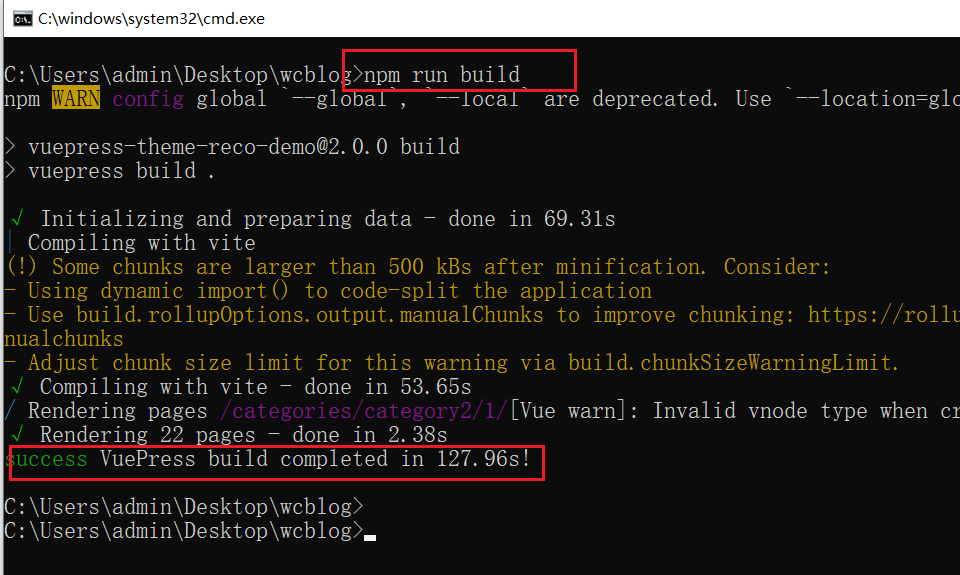 C:\windows\system32\cmd.exe
C:\Users\admin\Desktop\wcblog>npm run build
npm WARN config global `--global`, `--local` are deprecated. Use `--location=glo
> vuepress-theme-reco-demo@2.0.0 build
> vuepress build .
√ Initializing and preparing data - done in 69.31s
| Compiling with vite
(!) Some chunks are larger than 500 kBs after minification. Consider:
- Using dynamic import() to code-split the application
- Use build.rollupOptions.output.manualChunks to improve chunking: https://rollu
nualchunks
- Adjust chunk size limit for this warning via build.chunkSizeWarningLimit.
√ Compiling with vite - done in 53.65s
/ Rendering pages /categories/category2/1/[Vue warn]: Invalid vnode type when cr
√ Rendering 22 pages - done in 2.38s
success VuePress build completed in 127.96s!
C:\Users\admin\Desktop\wcblog>
C:\Users\admin\Desktop\wcblog>